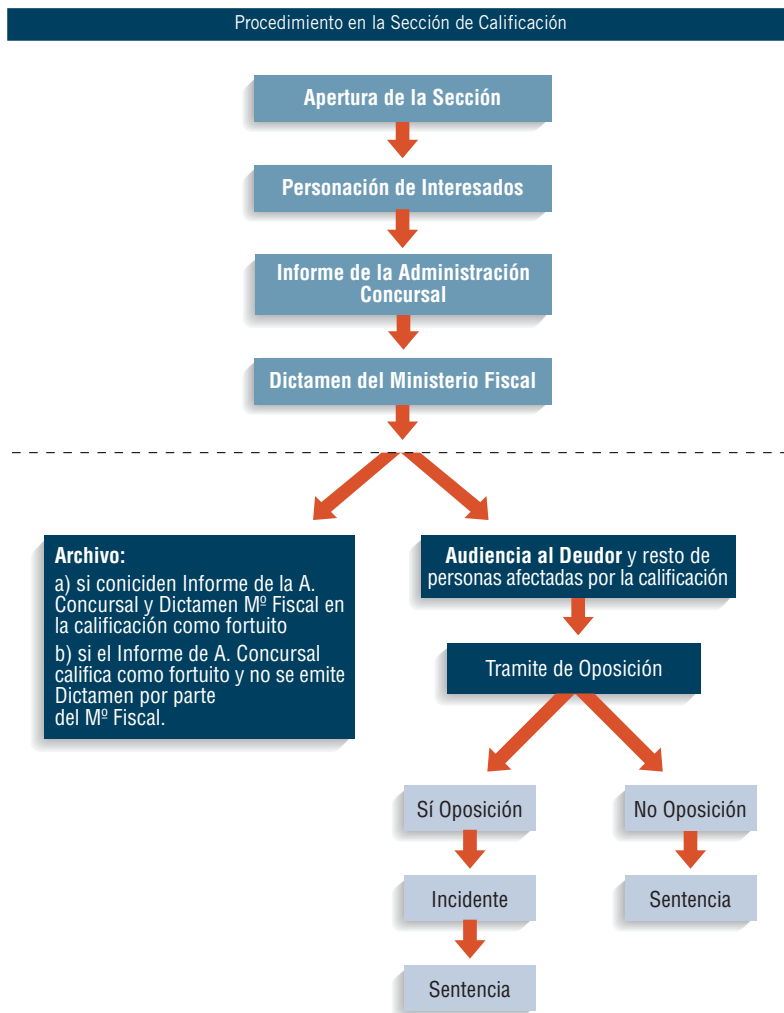 Procedimiento en la Sección de Calificación
Apertura de la Sección
Personación de Interesados
Informe de la Administración
Concursal
Dictamen del Ministerio Fiscal
Archivo:
a) si coniciden Informe de la A.
Concursal y Dictamen Mº Fiscal en
la calificación como fortuito
b) si el Informe de A. Concursal
califica como fortuito y no se emite
Dictamen por parte
del Mº Fiscal.
Audiencia al Deudor y resto de
personas afectadas por la calificación
Tramite de Oposición
Sí Oposición
No Oposición
Incidente
Sentencia
Sentencia